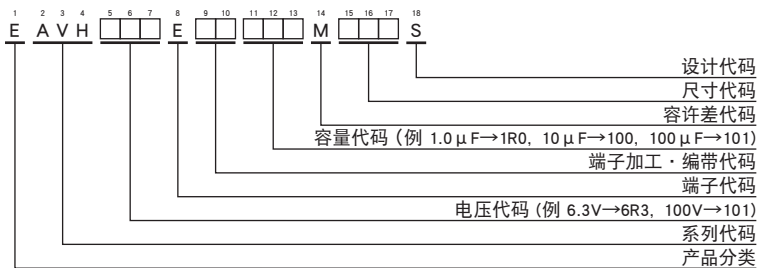 1 2 3 4 5 6 7 8 9 10 11 12 13 14 15 16 17 18
E A V H □□□ E □□ □□□ M □□□ S
设计代码
尺寸代码
容许差代码
容量代码（例 1.0μF→1R0，10μF→100，100μF→101)
端子加工・编带代码
端子代码
电压代码 (例 6.3V→6R3，100V→101)
系列代码
产品分类